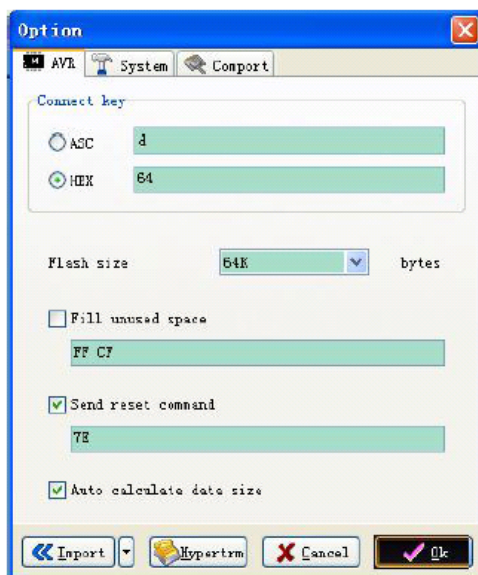 Option
AVR System Comport
Connect key
ASC d
HEX 64
Flash size 64K bytes
Fill unused space
FF CF
Send reset command
7E
Auto calculate data size
Import Hypertrm Cancel Ok